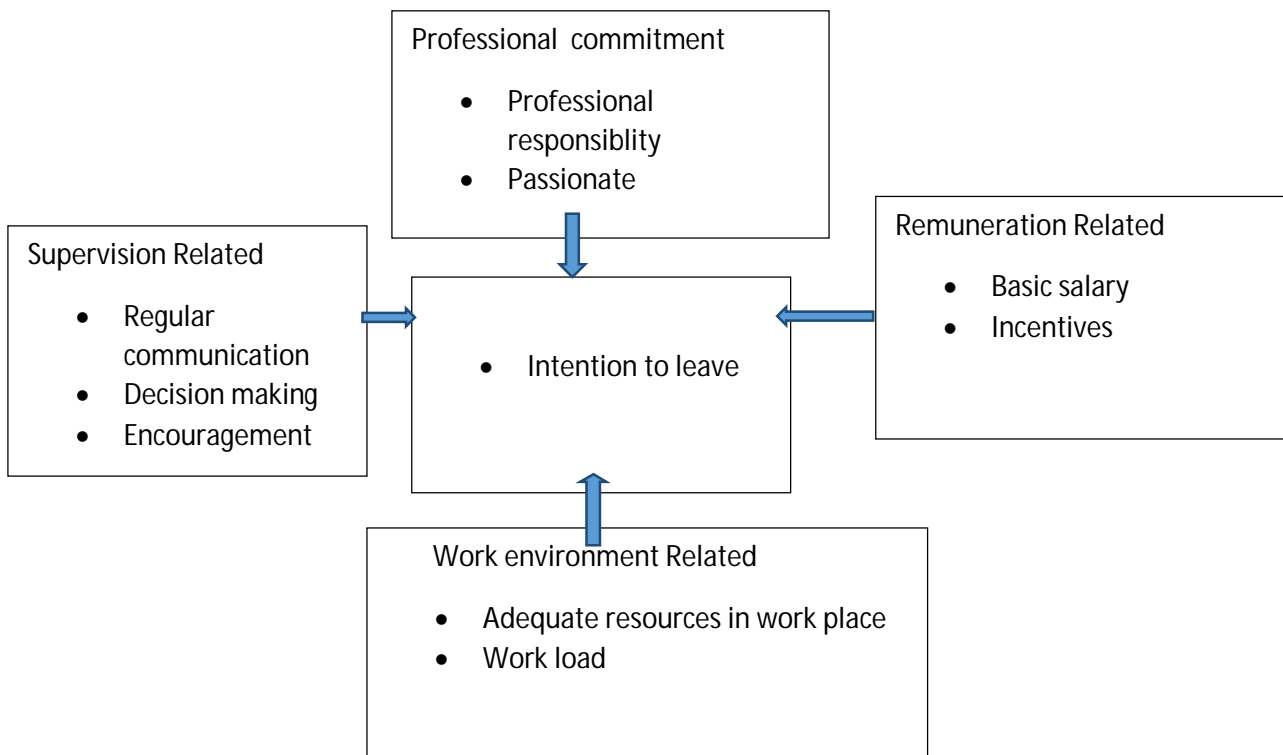 Professional commitment
• Professional
responsiblity
• Passionate
Supervision Related
• Regular
communication
• Decision making
• Encouragement
Remuneration Related
• Basic salary
• Incentives
• Intention to leave
Work environment Related
• Adequate resources in work place
• Work load